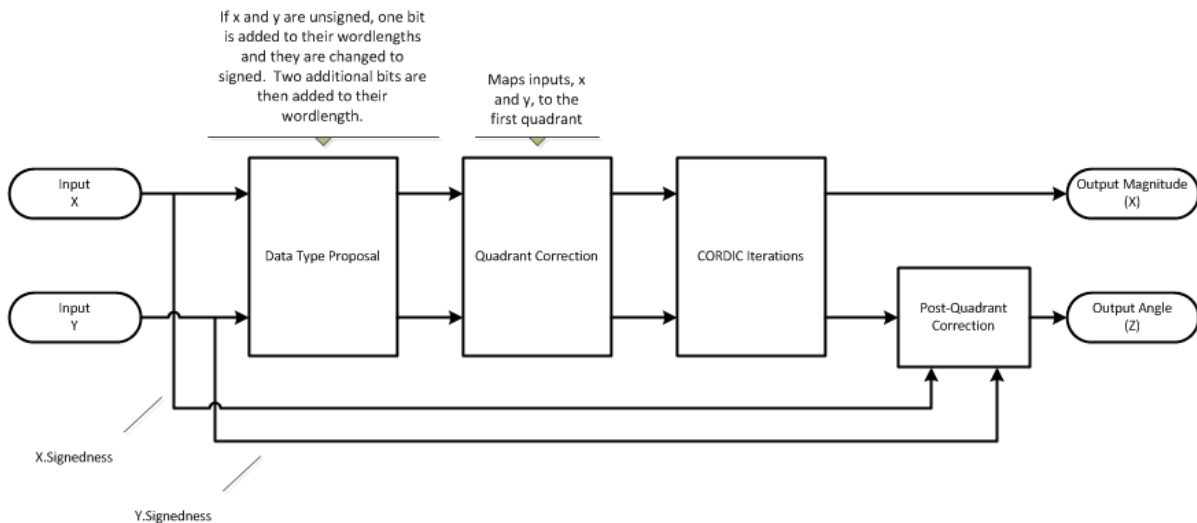 If x and y are unsigned, one bit
is added to their wordlengths
and they are changed to
signed. Two additional bits are
then added to their
wordlength.
Maps inputs, x
and y, to the
first quadrant
Input
X
Data Type Proposal
Quadrant Correction
CORDIC Iterations
Output Magnitude
(X)
Input
Y
Post-Quadrant
Correction
Output Angle
(Z)
X.Signedness
Y.Signedness